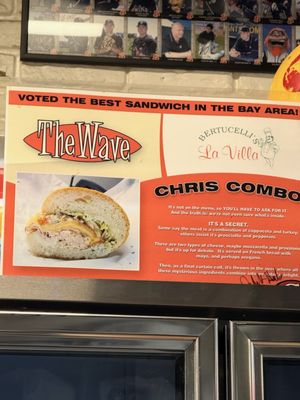 VOTED THE BEST SANDWICH IN THE BAY AREA!
The Wave
BERTUCELLI'S
La Villa
CHRIS COMBO
It's not on the menu, so YOU'LL HAVE TO ASK FOR IT.
And the truth is- we're not even sure what's inside.
IT'S A SECRET.
Some say the meat is a combination of coppacola and turkey,
others insist it's prosciutto and pepperoni.
There are two types of cheese, maybe mozzarella and provolone
but it's up for debate. It's served on French bread with
mayo, and perhaps oregano.
Then, as a final curtain call, it's thrown in the oven where all
these mysterious ingredients combine